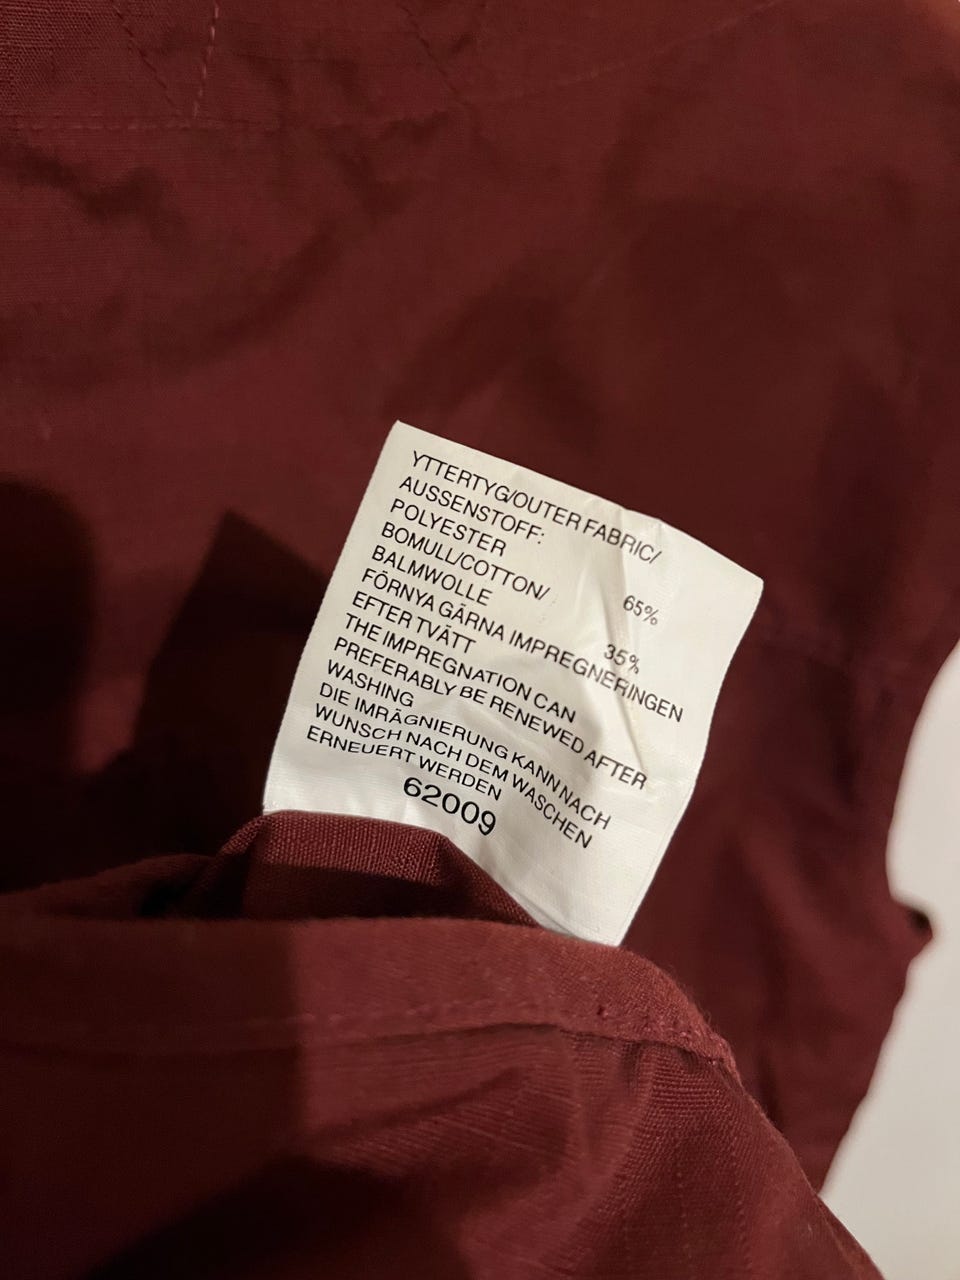 YTTERTYG/OUTER FABRIC/
AUSSENSTOFF:
POLYESTER 65%
BOMULL/COTTON/
BALMWOLLE 35%
FÖRNYA GÄRNA IMPREGNERINGEN
EFTER TVÄTT
THE IMPREGNATION CAN
PREFERABLY BE RENEWED AFTER
WASHING
DIE IMRÄGNIERUNG KANN NACH
WUNSCH NACH DEM WASCHEN
ERNEUERT WERDEN
62009